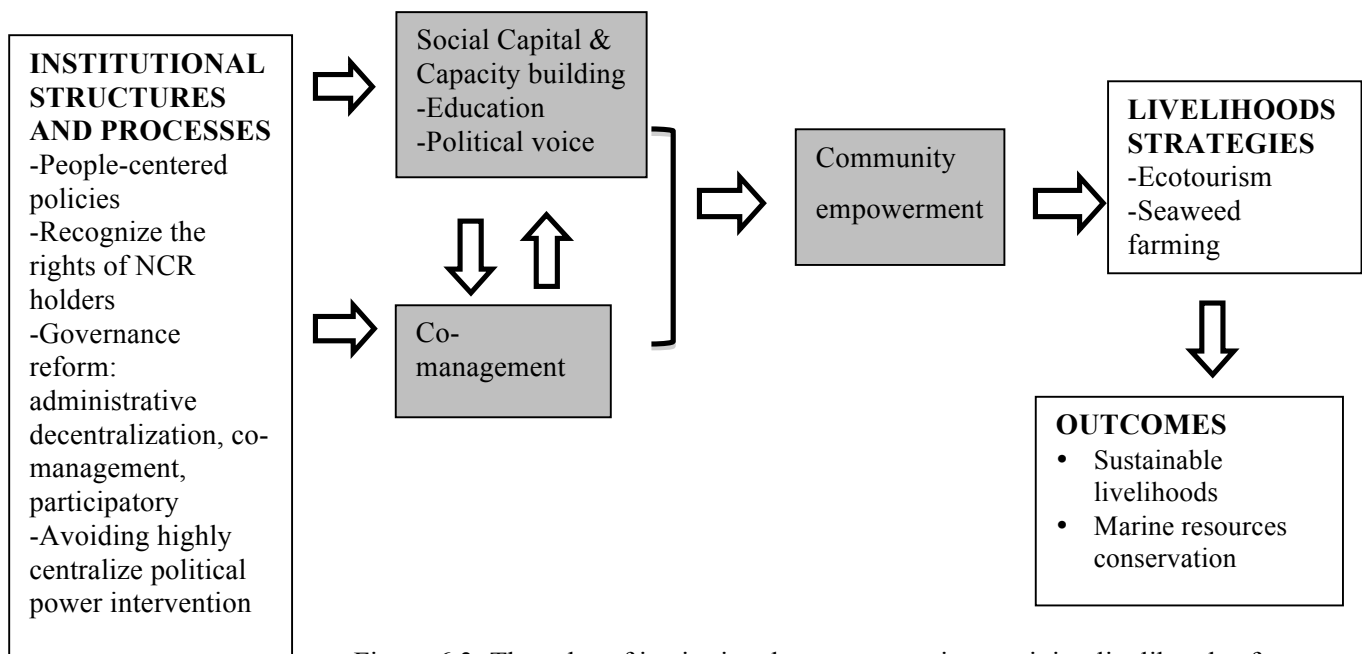 INSTITUTIONAL
STRUCTURES
AND PROCESSES
-People-centered
policies
-Recognize the
rights of NCR
holders
-Governance
reform:
administrative
decentralization, co-
management,
participatory
-Avoiding highly
centralize political
power intervention
Social Capital &
Capacity building
-Education
-Political voice
Co-
management
Community
empowerment
LIVELIHOODS
STRATEGIES
-Ecotourism
-Seaweed
farming
OUTCOMES
• Sustainable
livelihoods
• Marine resources
conservation